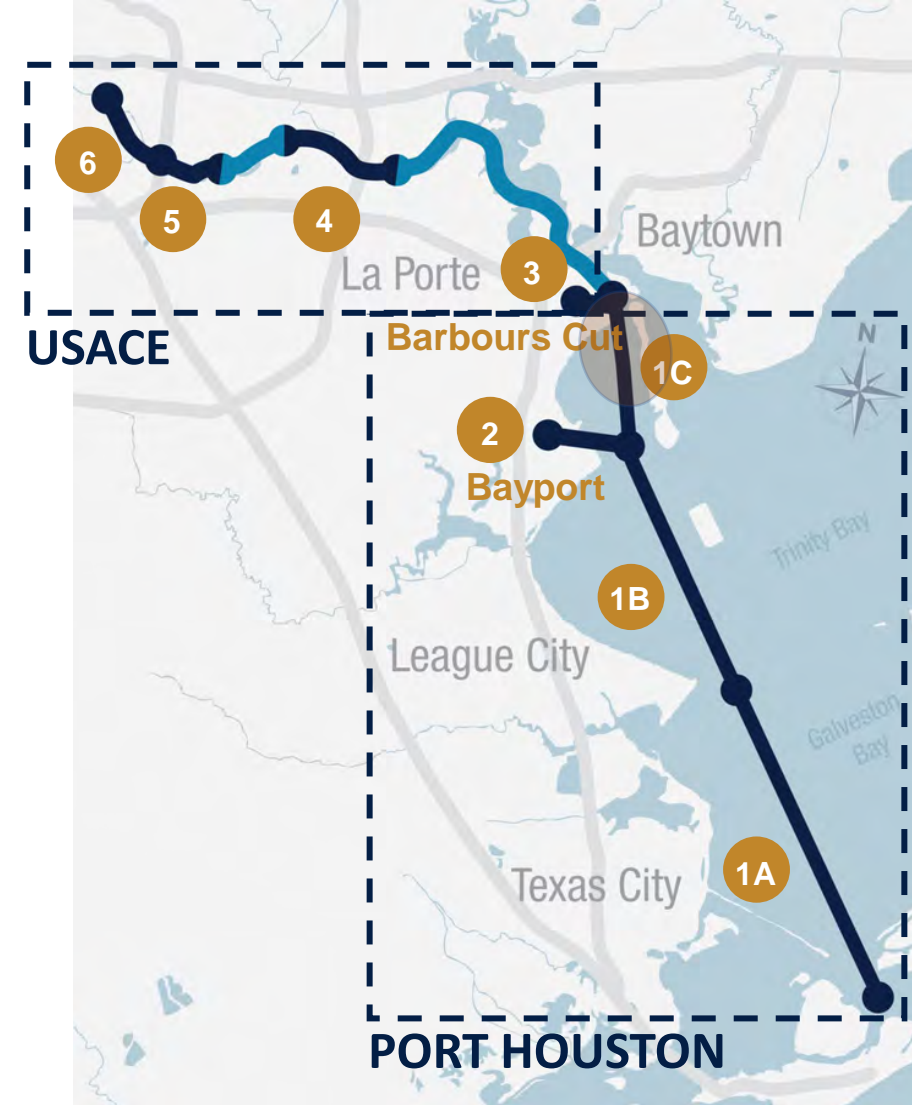 6
5
4
3
Baytown
La Porte
Barbours Cut
USACE
N
1C
2
Bayport
Trinity Bay
1B
League City
Galveston
Bay
1A
Texas City
PORT HOUSTON